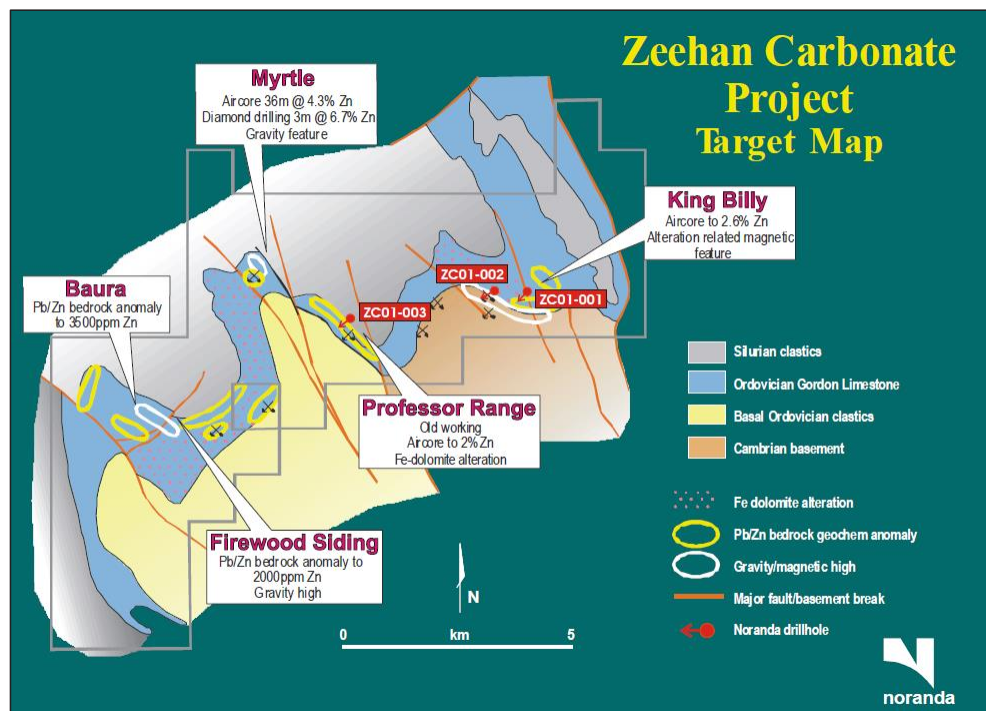 Zeehan Carbonate
Project
Target Map
Myrtle
Aircore 36m @ 4.3% Zn
Diamond drilling 3m @ 6.7% Zn
Gravity feature
King Billy
Aircore to 2.6% Zn
Alteration related magnetic
feature
ZC01-002
ZC01-001
Baura
Pb/Zn bedrock anomaly
to 3500ppm Zn
ZC01-003
Professor Range
Old working
Aircore to 2% Zn
Fe-dolomite alteration
Firewood Siding
Pb/Zn bedrock anomaly to
2000ppm Zn
Gravity high
Silurian clastics
Ordovician Gordon Limestone
Basal Ordovician clastics
Cambrian basement
Fe dolomite alteration
Pb/Zn bedrock geochem anomaly
Gravity/magnetic high
Major fault/basement break
Noranda drillhole
N
0 km 5
noranda